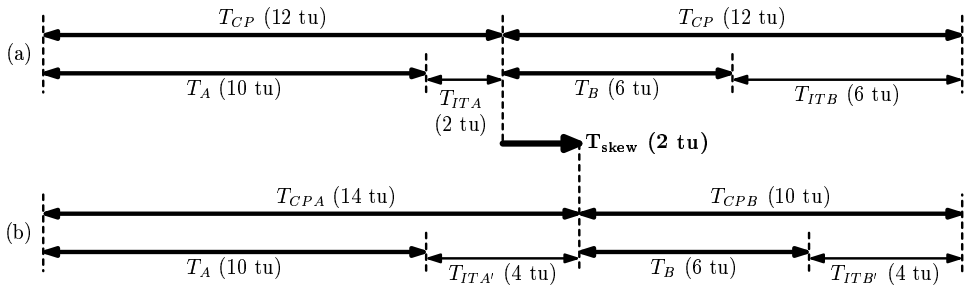 T_CP (12 tu) T_CP (12 tu)
(a)
T_A (10 tu) T_ITA (2 tu) T_B (6 tu) T_ITB (6 tu)
T_skew (2 tu)
T_CPA (14 tu) T_CPB (10 tu)
(b)
T_A (10 tu) T_ITA' (4 tu) T_B (6 tu) T_ITB' (4 tu)